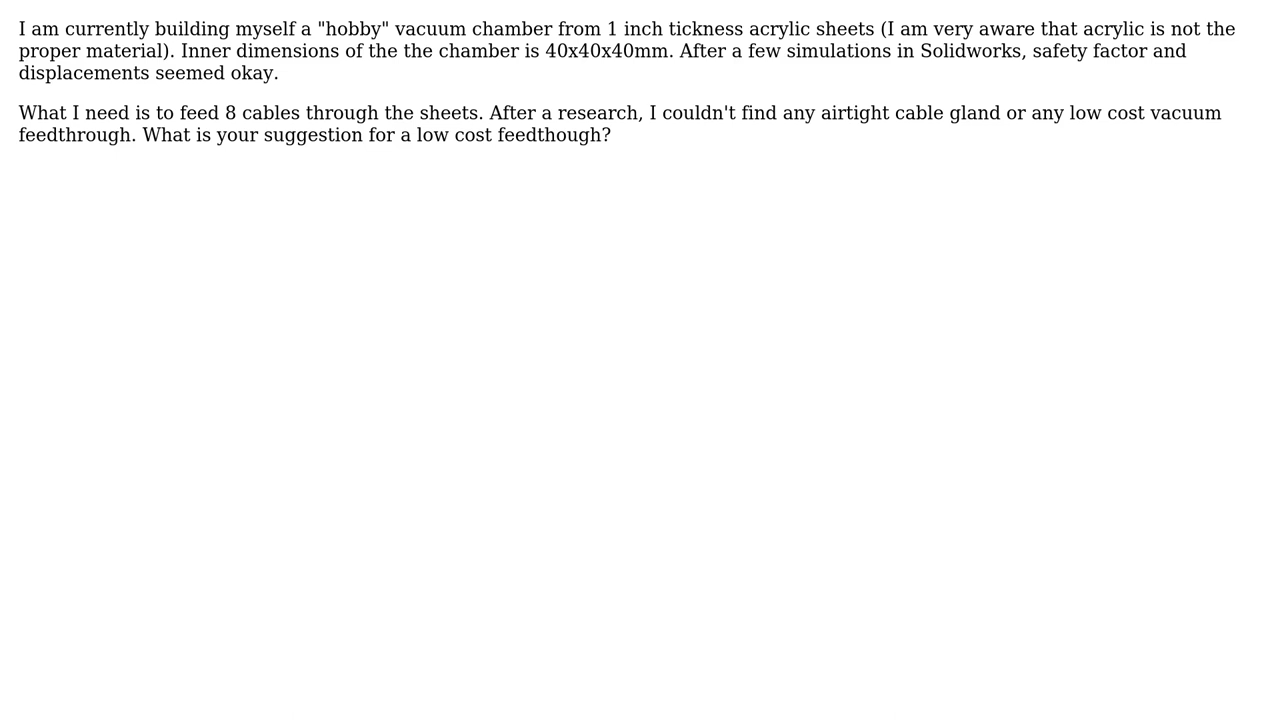 I am currently building myself a "hobby" vacuum chamber from 1 inch tickness acrylic sheets (I am very aware that acrylic is not the
proper material). Inner dimensions of the the chamber is 40x40x40mm. After a few simulations in Solidworks, safety factor and
displacements seemed okay.
What I need is to feed 8 cables through the sheets. After a research, I couldn't find any airtight cable gland or any low cost vacuum
feedthrough. What is your suggestion for a low cost feedthough?